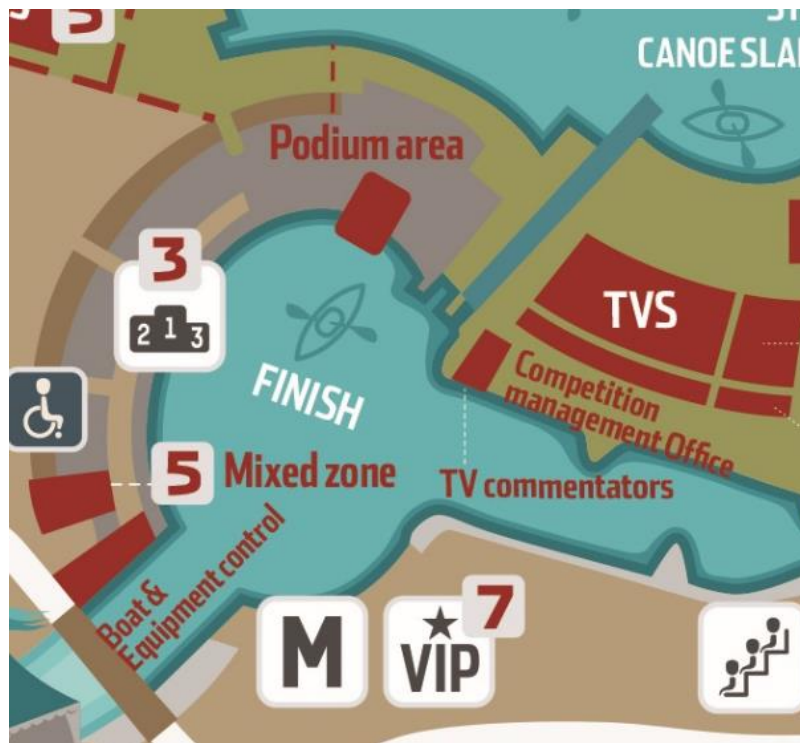 CANOE SLA
Podium area
3
2 1 3
TVS
FINISH
Competition
management Office
5 Mixed zone
TV commentators
Boat &
Equipment control
M
7
VIP